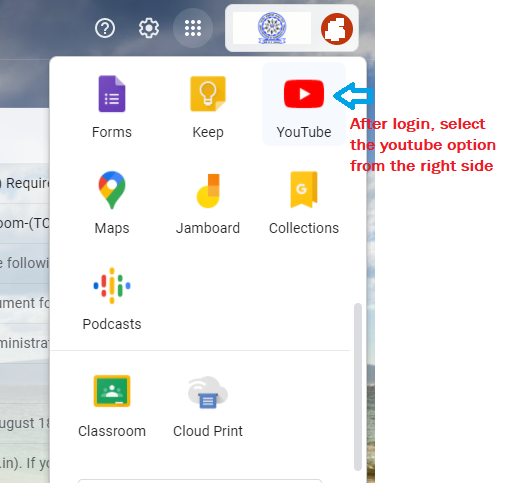 Forms Keep YouTube
After login, select
the youtube option
from the right side
Maps Jamboard Collections
Podcasts
Classroom Cloud Print
) Require
oom-(TC
e followi
ument fo
ministra
ugust 18
.in). If yo